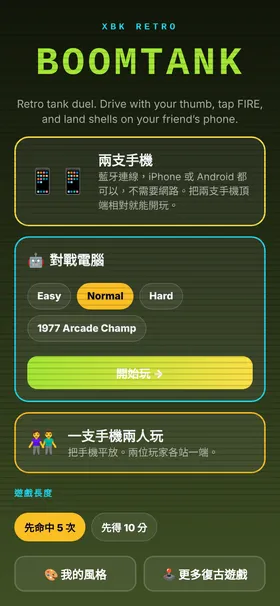 XBK RETRO
BOOMTANK
Retro tank duel. Drive with your thumb, tap FIRE,
and land shells on your friend's phone.
兩支手機
藍牙連線，iPhone 或 Android 都
可以，不需要網路。把兩支手機頂
端相對就能開玩。
對戰電腦
Easy
Normal
Hard
1977 Arcade Champ
開始玩 →
一支手機兩人玩
把手機平放。兩位玩家各站一端。
遊戲長度
先命中 5 次
先得 10 分
我的風格
更多復古遊戲